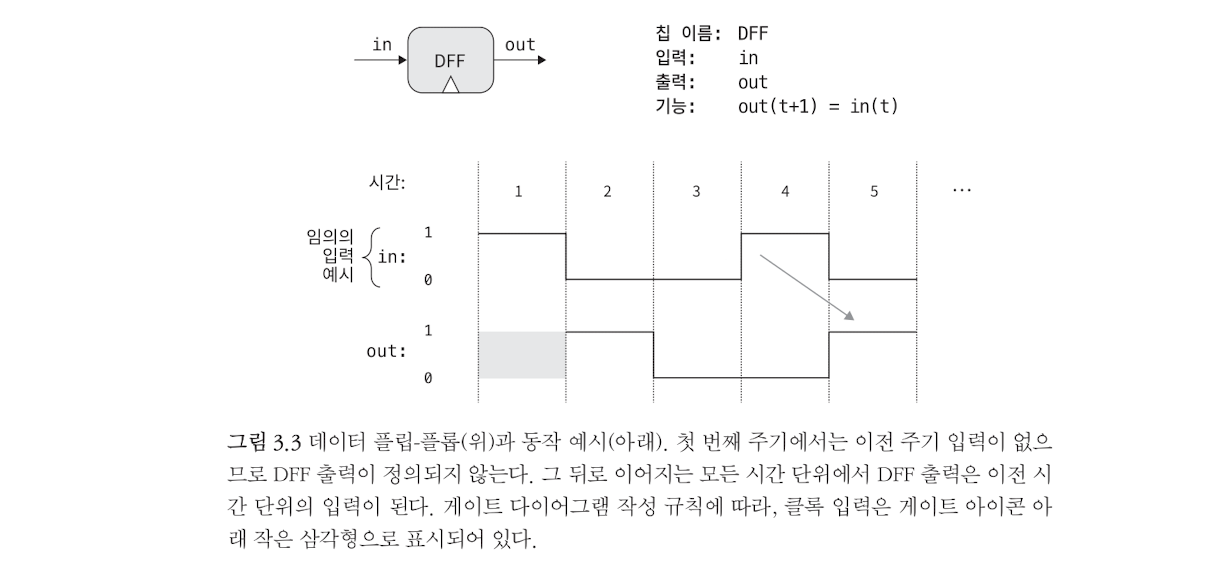 in
DFF
out
칩 이름: DFF
입력: in
출력: out
기능: out(t+1) = in(t)
시간: 1 2 3 4 5 ...
임의의
입력
예시
in:
1
0
out:
1
0
그림 3.3 데이터 플립-플롭(위)과 동작 예시(아래). 첫 번째 주기에서는 이전 주기 입력이 없으
므로 DFF 출력이 정의되지 않는다. 그 뒤로 이어지는 모든 시간 단위에서 DFF 출력은 이전 시
간 단위의 입력이 된다. 게이트 다이어그램 작성 규칙에 따라, 클록 입력은 게이트 아이콘 아
래 작은 삼각형으로 표시되어 있다.